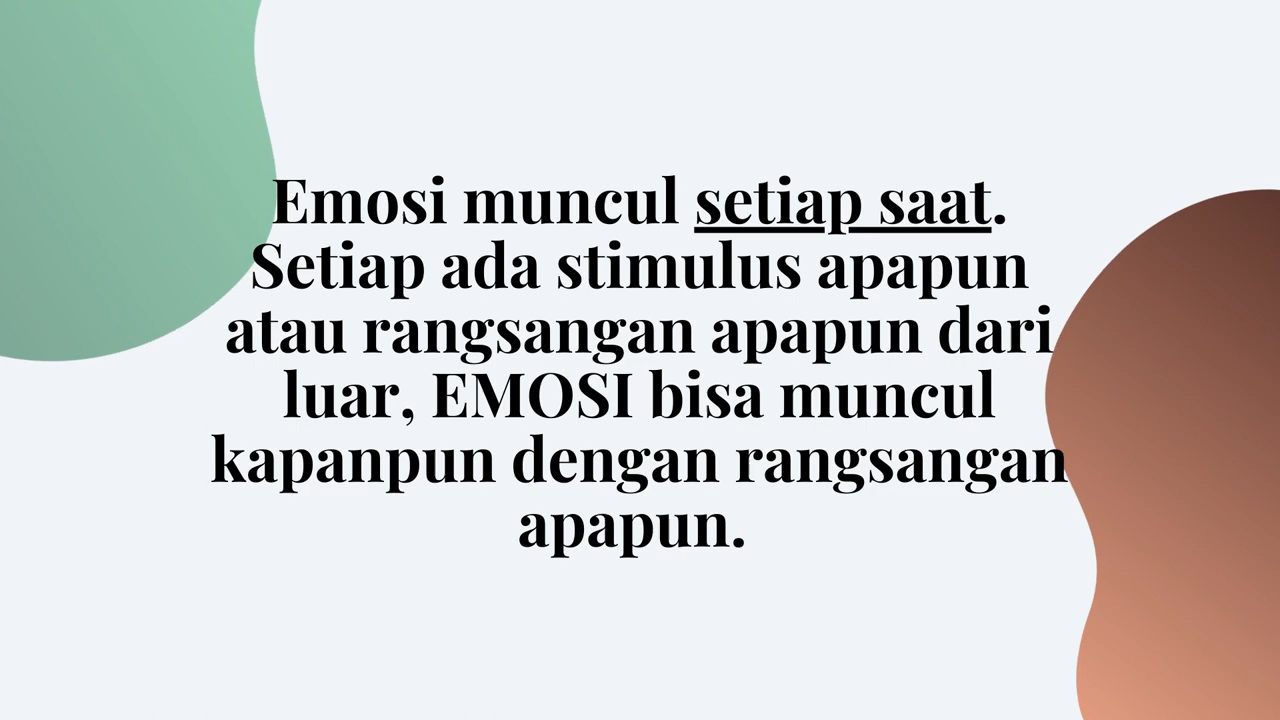 Emosi muncul setiap saat.
Setiap ada stimulus apapun
atau rangsangan apapun dari
luar, EMOSI bisa muncul
kapanpun dengan rangsangan
apapun.